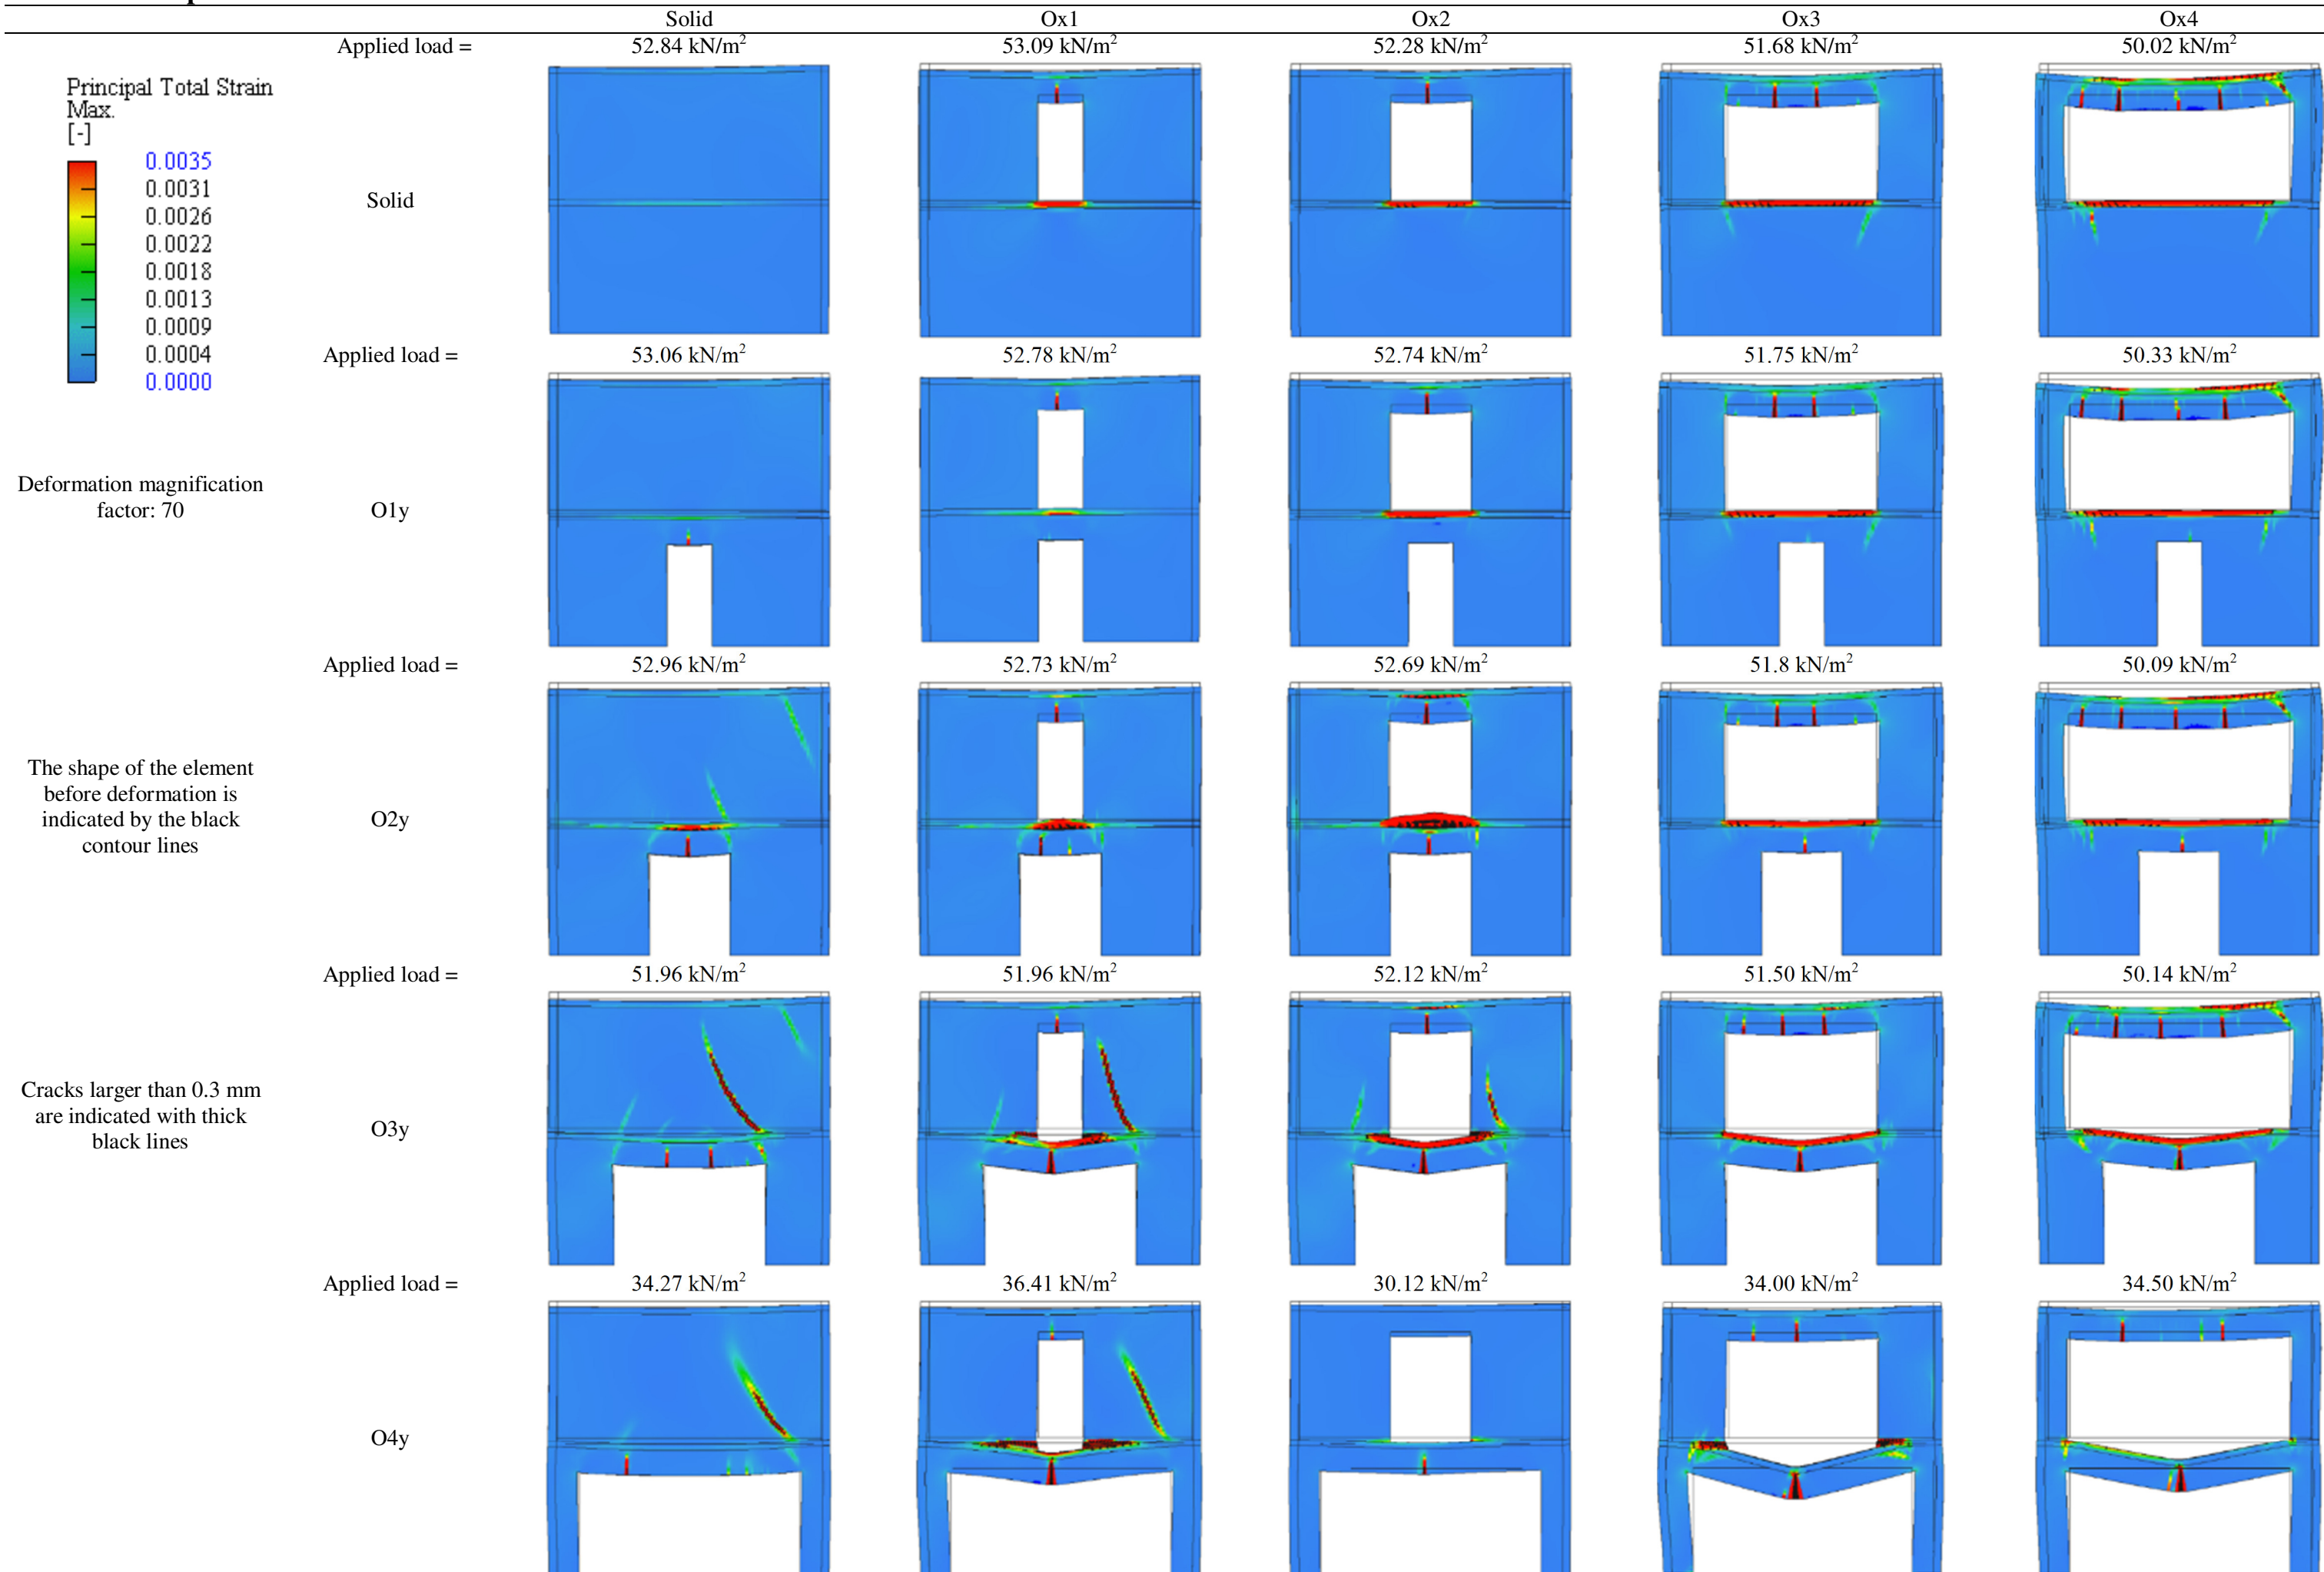 Solid Ox1 Ox2 Ox3 Ox4
Applied load = 52.84 kN/m² 53.09 kN/m² 52.28 kN/m² 51.68 kN/m² 50.02 kN/m²
Principal Total Strain
Max.
[-]
0.0035
0.0031
0.0026
0.0022
0.0018
0.0013
0.0009
0.0004
0.0000
Solid
Applied load = 53.06 kN/m² 52.78 kN/m² 52.74 kN/m² 51.75 kN/m² 50.33 kN/m²
Deformation magnification
factor: 70
O1y
Applied load = 52.96 kN/m² 52.73 kN/m² 52.69 kN/m² 51.8 kN/m² 50.09 kN/m²
The shape of the element
before deformation is
indicated by the black
contour lines
O2y
Applied load = 51.96 kN/m² 51.96 kN/m² 52.12 kN/m² 51.50 kN/m² 50.14 kN/m²
Cracks larger than 0.3 mm
are indicated with thick
black lines
O3y
Applied load = 34.27 kN/m² 36.41 kN/m² 30.12 kN/m² 34.00 kN/m² 34.50 kN/m²
O4y